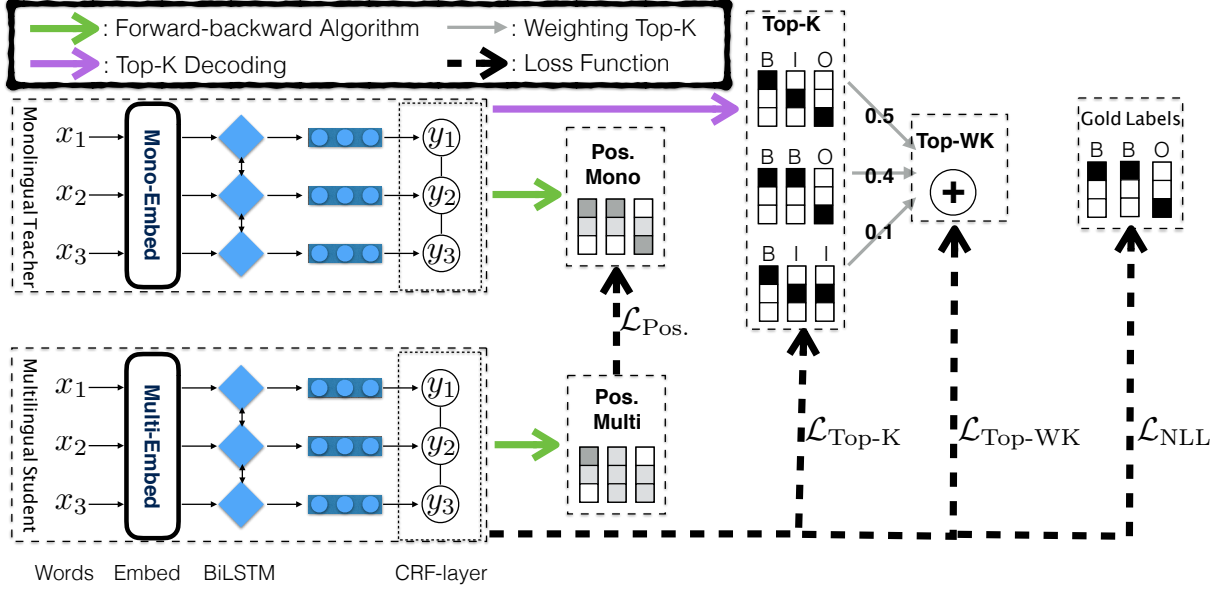 : Forward-backward Algorithm
: Weighting Top-K
: Top-K Decoding
: Loss Function
Monolingual Teacher
x1
x2
x3
Mono-Embed
y1
y2
y3
Pos.
Mono
Top-K
B I O
B B O
B I I
0.5
0.4
0.1
Top-WK
+
Gold Labels
B B O
Multilingual Student
x1
x2
x3
Multi-Embed
y1
y2
y3
Pos.
Multi
ℒPos.
ℒTop-K
ℒTop-WK
ℒNLL
Words Embed BiLSTM CRF-layer